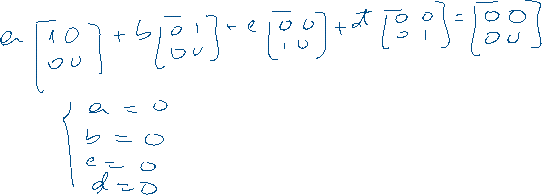 a [1 0 0 0] + b [0 1 0 0] + c [0 0 1 0] + d [0 0 0 1] = [0 0 0 0]
a = 0
b = 0
c = 0
d = 0